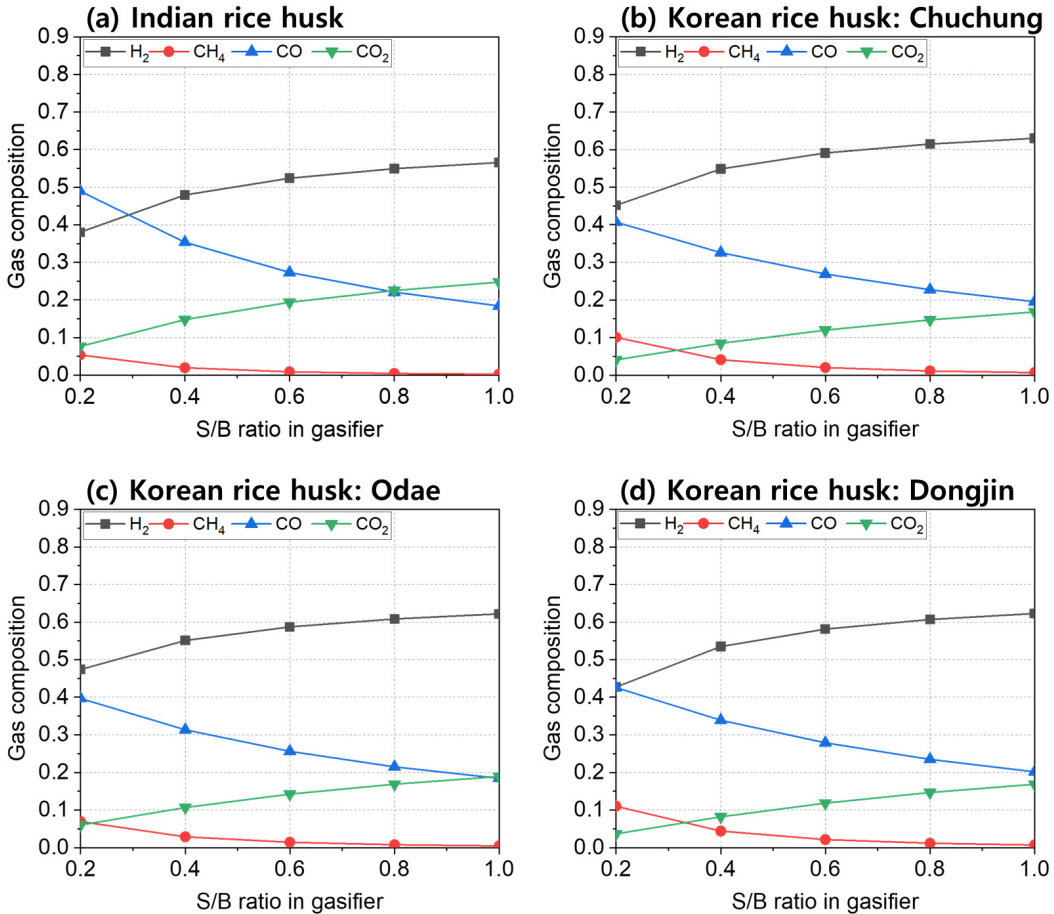 (a) Indian rice husk
H₂ CH₄ CO CO₂
0.9
0.8
0.7
0.6
0.5
0.4
0.3
0.2
0.1
0.0
Gas composition
0.2 0.4 0.6 0.8 1.0
S/B ratio in gasifier
(b) Korean rice husk: Chuchung
H₂ CH₄ CO CO₂
0.9
0.8
0.7
0.6
0.5
0.4
0.3
0.2
0.1
0.0
Gas composition
0.2 0.4 0.6 0.8 1.0
S/B ratio in gasifier
(c) Korean rice husk: Odae
H₂ CH₄ CO CO₂
0.9
0.8
0.7
0.6
0.5
0.4
0.3
0.2
0.1
0.0
Gas composition
0.2 0.4 0.6 0.8 1.0
S/B ratio in gasifier
(d) Korean rice husk: Dongjin
H₂ CH₄ CO CO₂
0.9
0.8
0.7
0.6
0.5
0.4
0.3
0.2
0.1
0.0
Gas composition
0.2 0.4 0.6 0.8 1.0
S/B ratio in gasifier